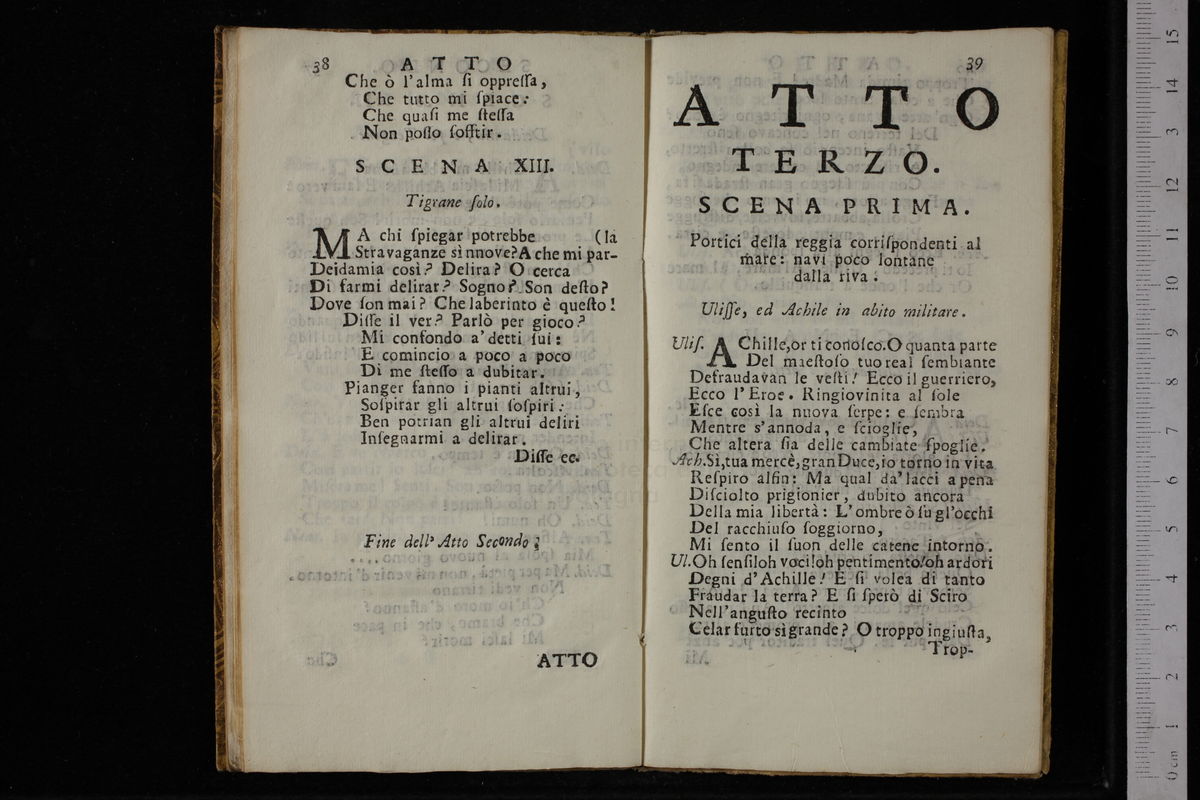 38 ATTO
Che ò l'alma ſi oppreſſa,
Che tutto mi ſpiace:
Che quaſi me ſteſſa
Non poſſo ſofftir.
SCENA XIII.
Tigrane ſolo.
MA chi ſpiegar potrebbe (la
Stravaganze sì nnove? A che mi par-
Deidamia così? Delira? O cerca
Di farmi delirar? Sogno? Son deſto?
Dove ſon mai? Che laberinto è queſto!
Diſſe il ver? Parlò per gioco?
Mi confondo a'detti ſui:
E comincio a poco a poco
Di me ſteſſo a dubitar.
Pianger fanno i pianti altrui,
Soſpirar gli altrui ſoſpiri:
Ben potrian gli altrui deliri
Inſegnarmi a delirar.
Diſſe ec.
Fine dell' Atto Secondo;
ATTO
39
ATTO
TERZO.
SCENA PRIMA.
Portici della reggia corriſpondenti al
mare: navi poco lontane
dalla riva.
Uliſſe, ed Achile in abito militare.
Uliſ. AChille, or ti conoſco. O quanta parte
Del maeſtoſo tuo real ſembiante
Defraudavan le veſti! Ecco il guerriero,
Ecco l'Eroe. Ringiovinita al ſole
Eſce così la nuova ſerpe: e ſembra
Mentre s'annoda, e ſcioglie,
Che altera ſia delle cambiate ſpoglie.
Ach. Sì, tua mercè, gran Duce, io torno in vita
Reſpiro alfin: Ma qual da'lacci a pena
Diſciolto prigionier, dubito ancora
Della mia libertà: L'ombre ò ſu gl'occhi
Del racchiuſo ſoggiorno,
Mi ſento il ſuon delle catene intorno.
Ul. Oh ſenſi! oh voci! oh pentimento! oh ardori
Degni d'Achille! E ſi volea di tanto
Fraudar la terra? E ſi ſperò di Sciro
Nell'anguſto recinto
Celar furto sì grande? O troppo ingiuſta,
Trop-